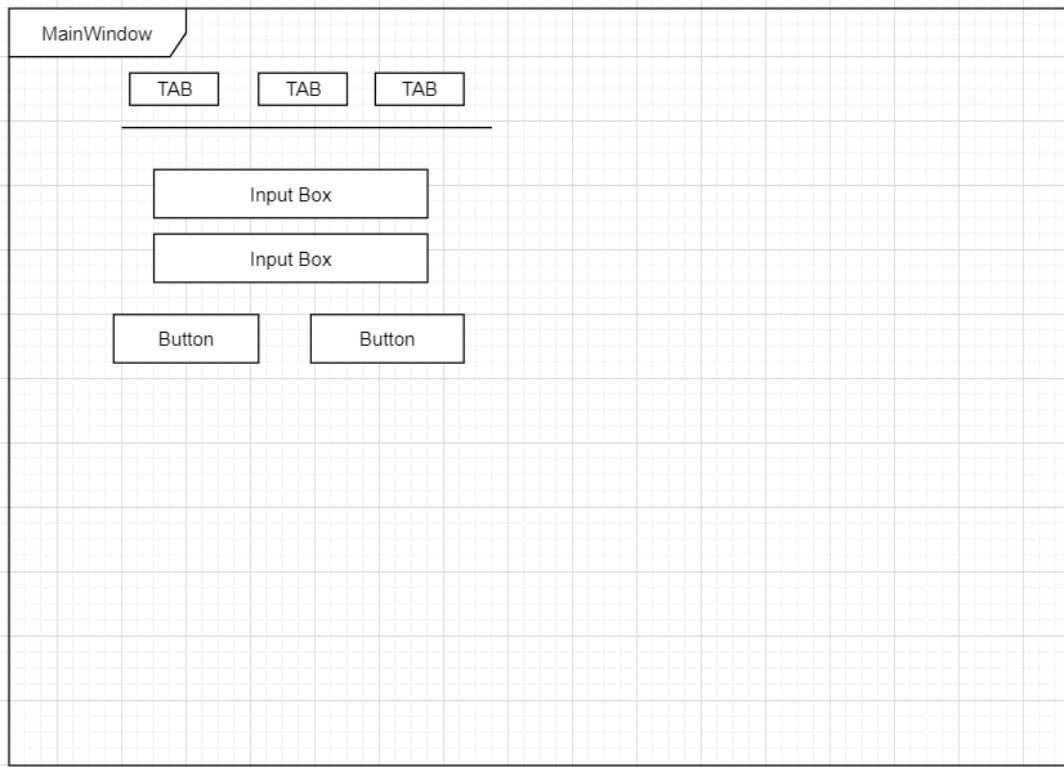 MainWindow
TAB TAB TAB
Input Box
Input Box
Button Button